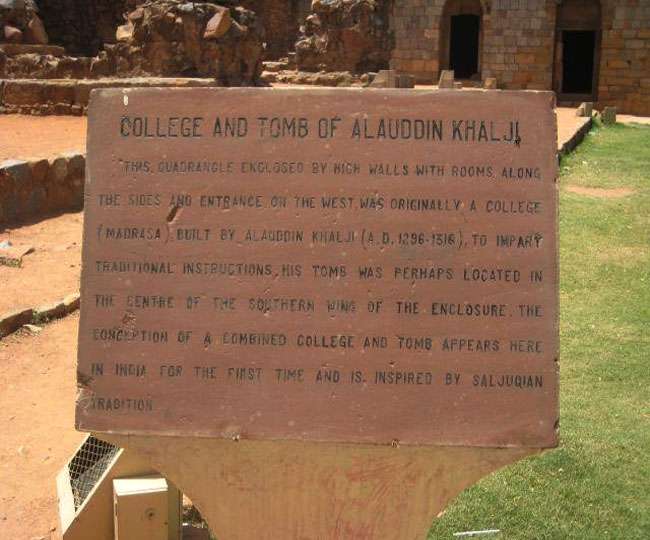 COLLEGE AND TOMB OF ALAUDDIN KHALJI
THIS QUADRANGLE ENCLOSED BY HIGH WALLS WITH ROOMS ALONG
THE SIDES AND ENTRANCE ON THE WEST WAS ORIGINALLY A COLLEGE
(MADRASA) BUILT BY ALAUDDIN KHALJI (A.D. 1296-1316), TO IMPART
TRADITIONAL INSTRUCTIONS, HIS TOMB WAS PERHAPS LOCATED IN
THE CENTRE OF THE SOUTHERN WING OF THE ENCLOSURE. THE
CONCEPTION OF A COMBINED COLLEGE AND TOMB APPEARS HERE
IN INDIA FOR THE FIRST TIME AND IS INSPIRED BY SALJUQIAN
TRADITION